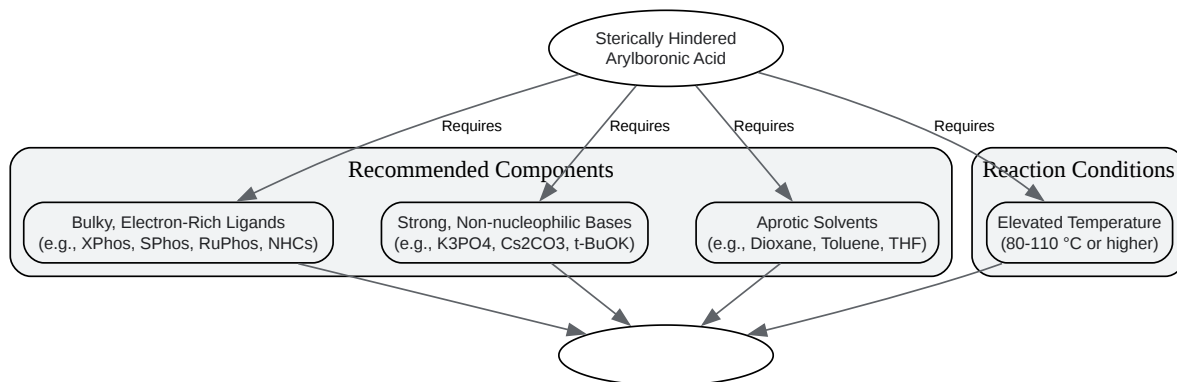 Sterically Hindered
Arylboronic Acid
Requires
Requires
Requires
Requires
Recommended Components
Reaction Conditions
Bulky, Electron-Rich Ligands
(e.g., XPhos, SPhos, RuPhos, NHCs)
Strong, Non-nucleophilic Bases
(e.g., K3PO4, Cs2CO3, t-BuOK)
Aprotic Solvents
(e.g., Dioxane, Toluene, THF)
Elevated Temperature
(80-110 °C or higher)